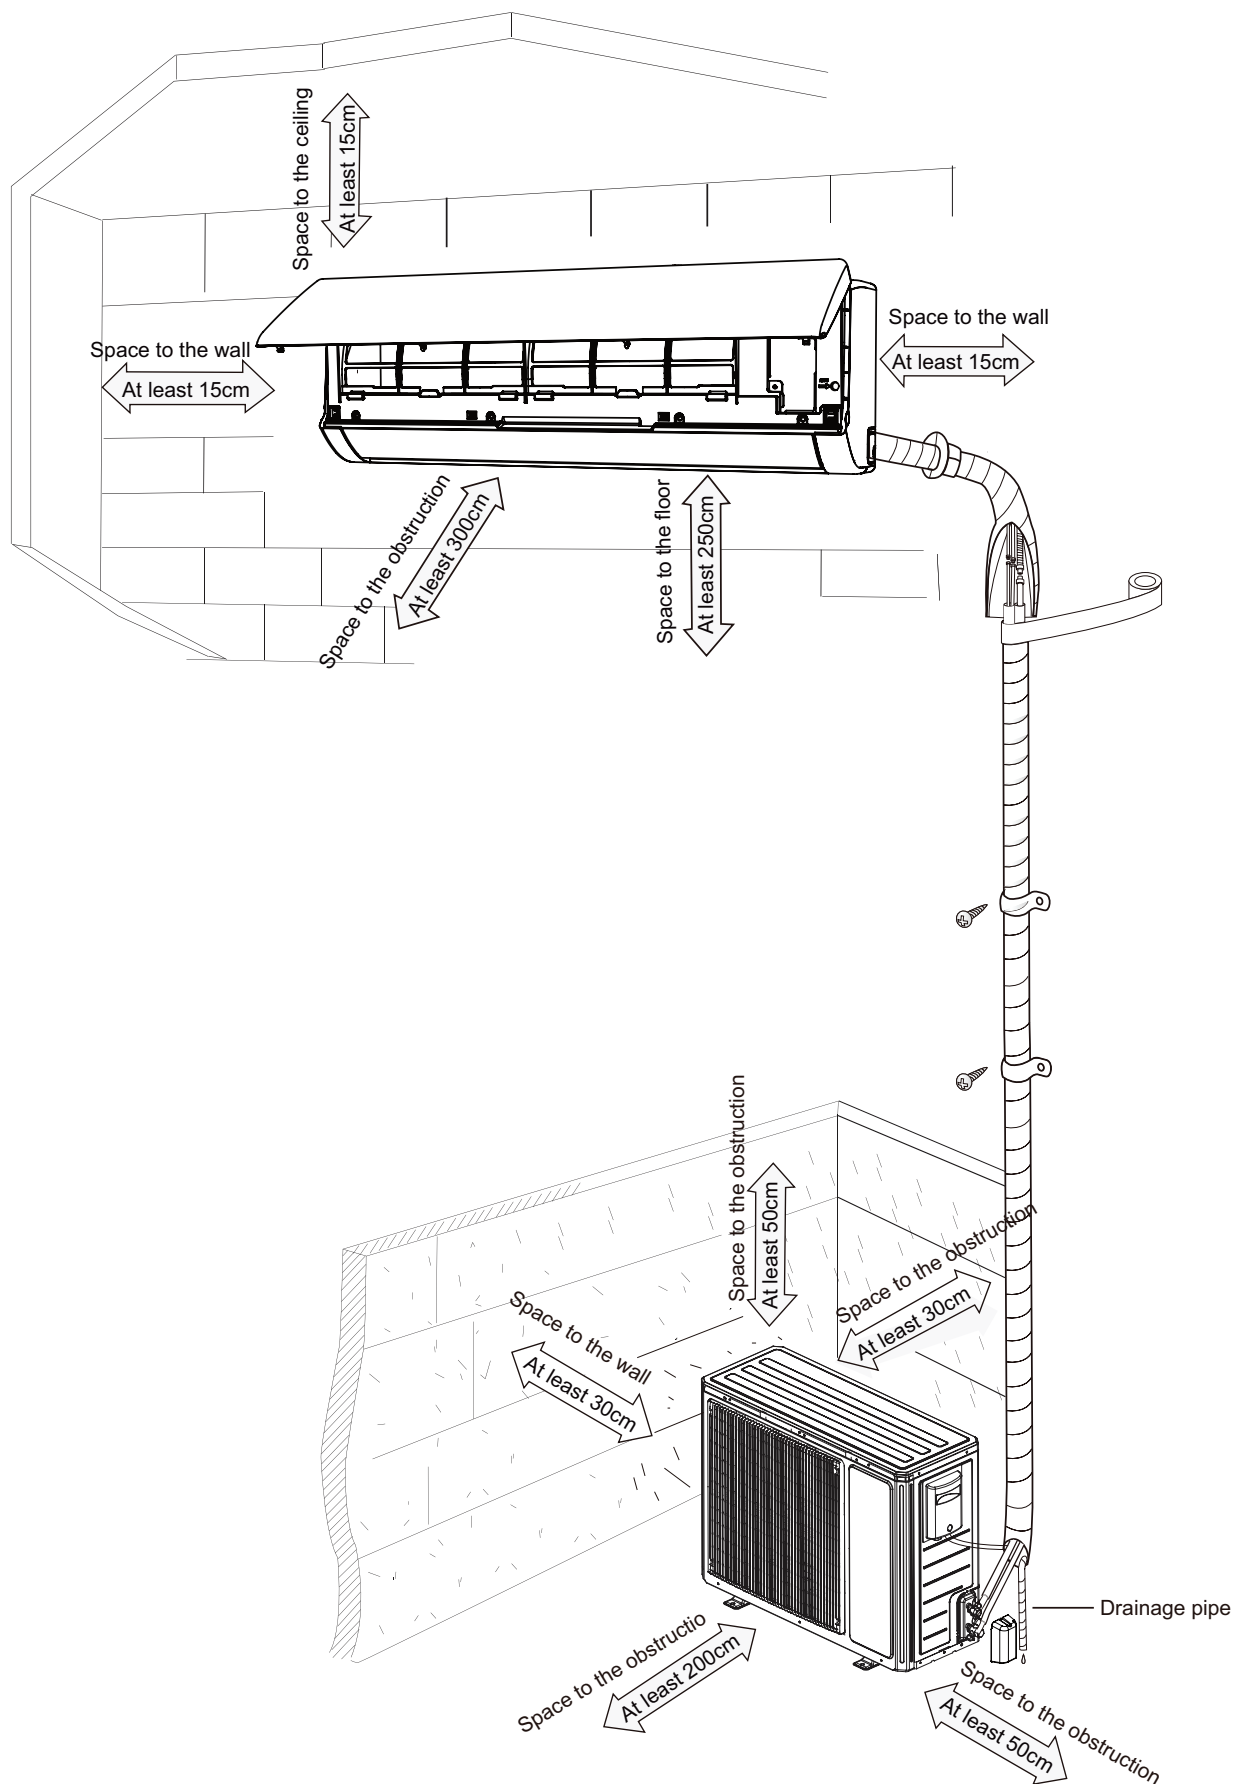 Space to the ceiling
At least 15cm
Space to the wall
At least 15cm
Space to the wall
At least 15cm
Space to the obstruction
At least 300cm
Space to the floor
At least 250cm
Space to the obstruction
At least 50cm
Space to the obstruction
At least 30cm
Space to the wall
At least 30cm
Drainage pipe
Space to the obstructio
At least 200cm
Space to the obstruction
At least 50cm